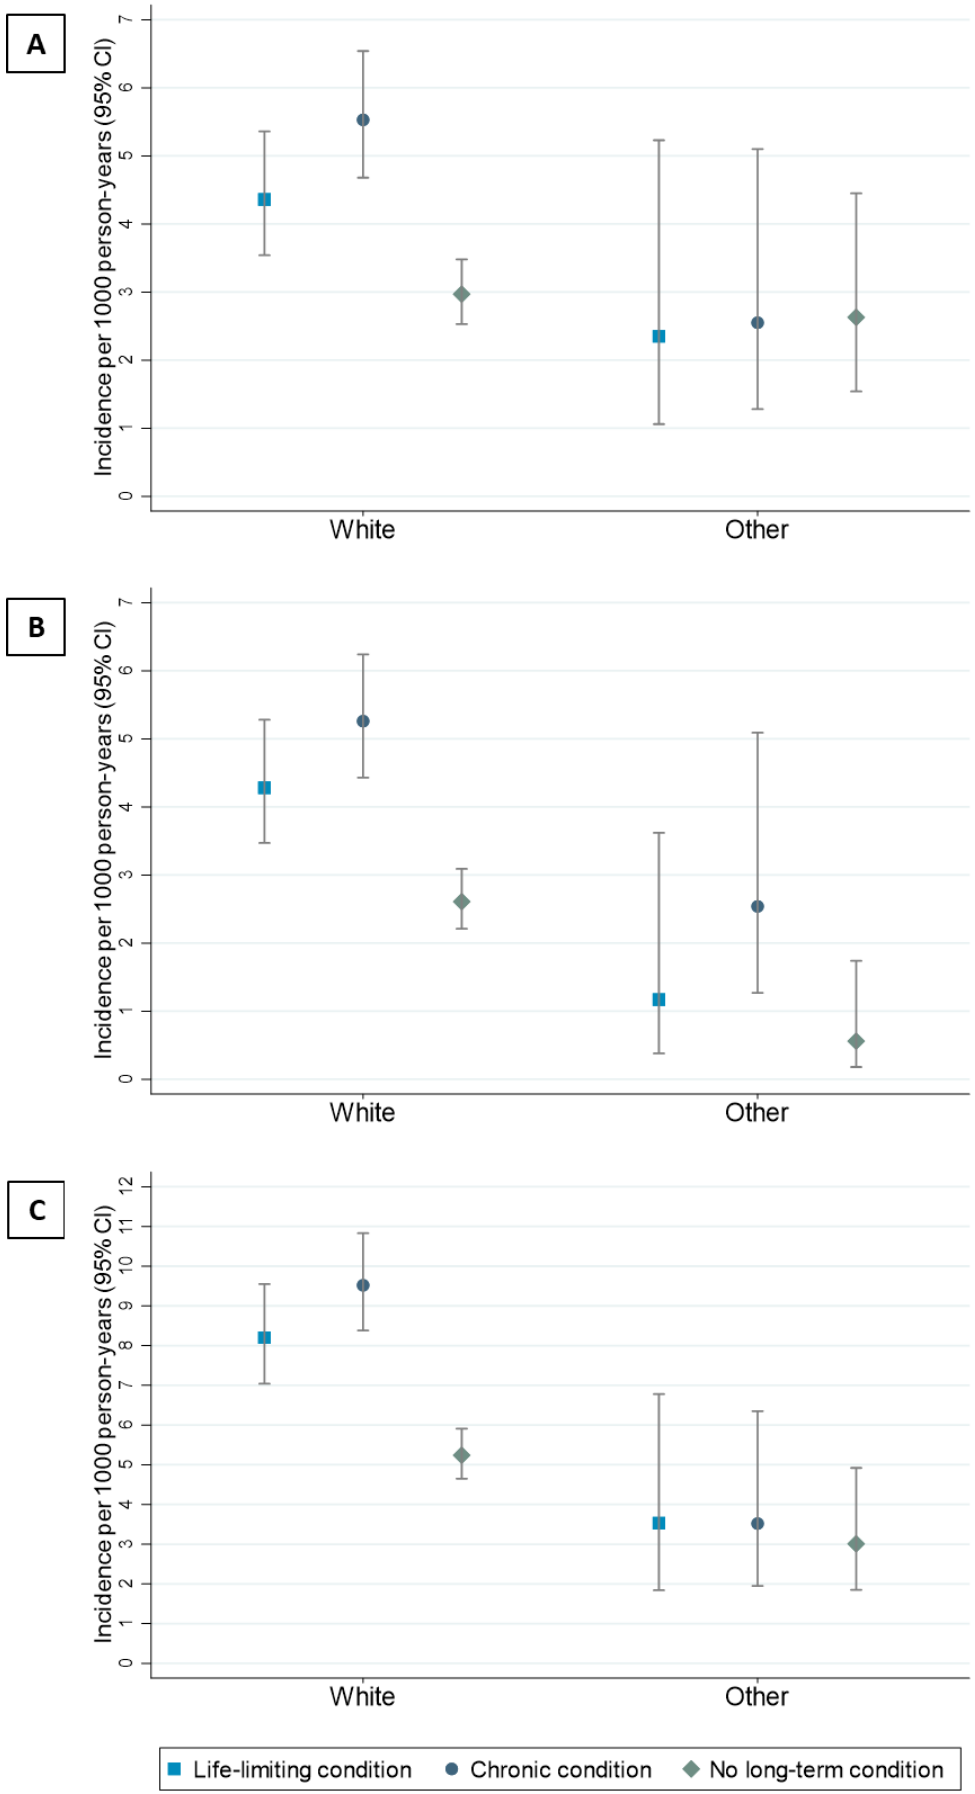 A
Incidence per 1000 person-years (95% CI)
7
6
5
4
3
2
1
0
White Other
B
Incidence per 1000 person-years (95% CI)
7
6
5
4
3
2
1
0
White Other
C
Incidence per 1000 person-years (95% CI)
12
11
10
9
8
7
6
5
4
3
2
1
0
White Other
Life-limiting condition Chronic condition No long-term condition